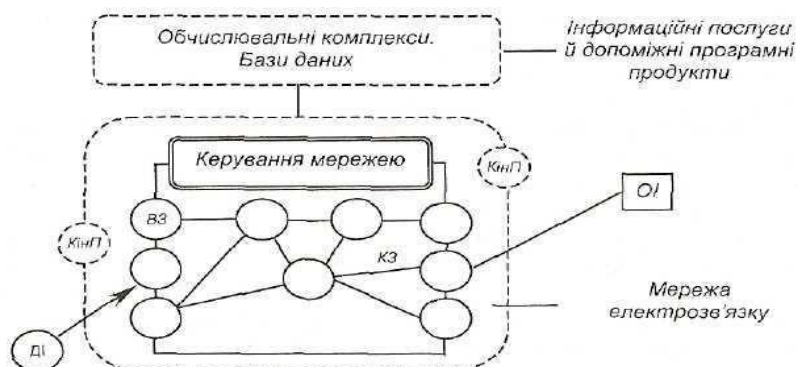 Обчислювальні комплекси.
Бази даних
Інформаційні послуги
й допоміжні програмні
продукти
Керування мережею
КінП
ОІ
ВЗ
КінП
КЗ
Мережа
електрозв'язку
ДІ